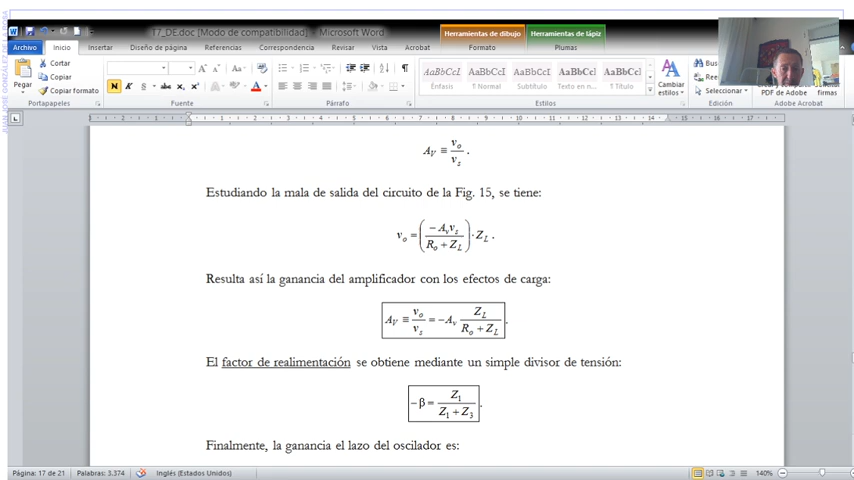 T7_DE.doc [Modo de compatibilidad] - Microsoft Word
Herramientas de dibujo
Herramientas de lápiz
Archivo
Inicio
Insertar
Diseño de página
Referencias
Correspondencia
Revisar
Vista
Acrobat
Formato
Plumas
Pegar
Cortar
Copiar
Copiar formato
Portapapeles
Fuente
Párrafo
AaBbCcI
Énfasis
AaBbCcI
¶ Normal
AaBbCcI
Subtítulo
AaBbCcI
Texto en n...
AaBbCcl
¶ Título
Estilos
Cambiar
estilos
Seleccionar
Edición
PDF de Adobe
firmas
Adobe Acrobat
A_V ≡ v_o / v_s .
Estudiando la mala de salida del circuito de la Fig. 15, se tiene:
v_o = ( −A_v v_s / R_o + Z_L ) · Z_L .
Resulta así la ganancia del amplificador con los efectos de carga:
A_V ≡ v_o / v_s = −A_v Z_L / R_o + Z_L .
El factor de realimentación se obtiene mediante un simple divisor de tensión:
−β = Z_1 / Z_1 + Z_3 .
Finalmente, la ganancia el lazo del oscilador es:
Página: 17 de 21
Palabras: 3.374
Inglés (Estados Unidos)
140%